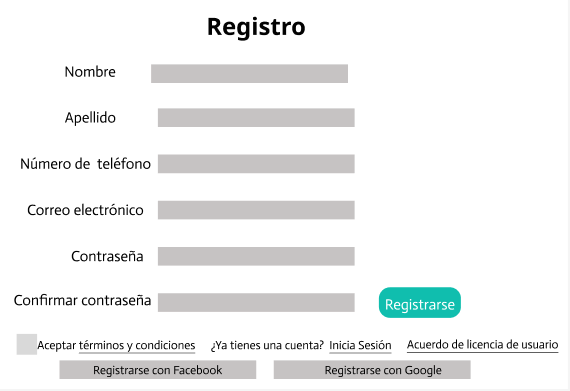 Registro
Nombre
Apellido
Número de teléfono
Correo electrónico
Contraseña
Confirmar contraseña
Registrarse
Aceptar términos y condiciones ¿Ya tienes una cuenta? Inicia Sesión Acuerdo de licencia de usuario
Registrarse con Facebook Registrarse con Google